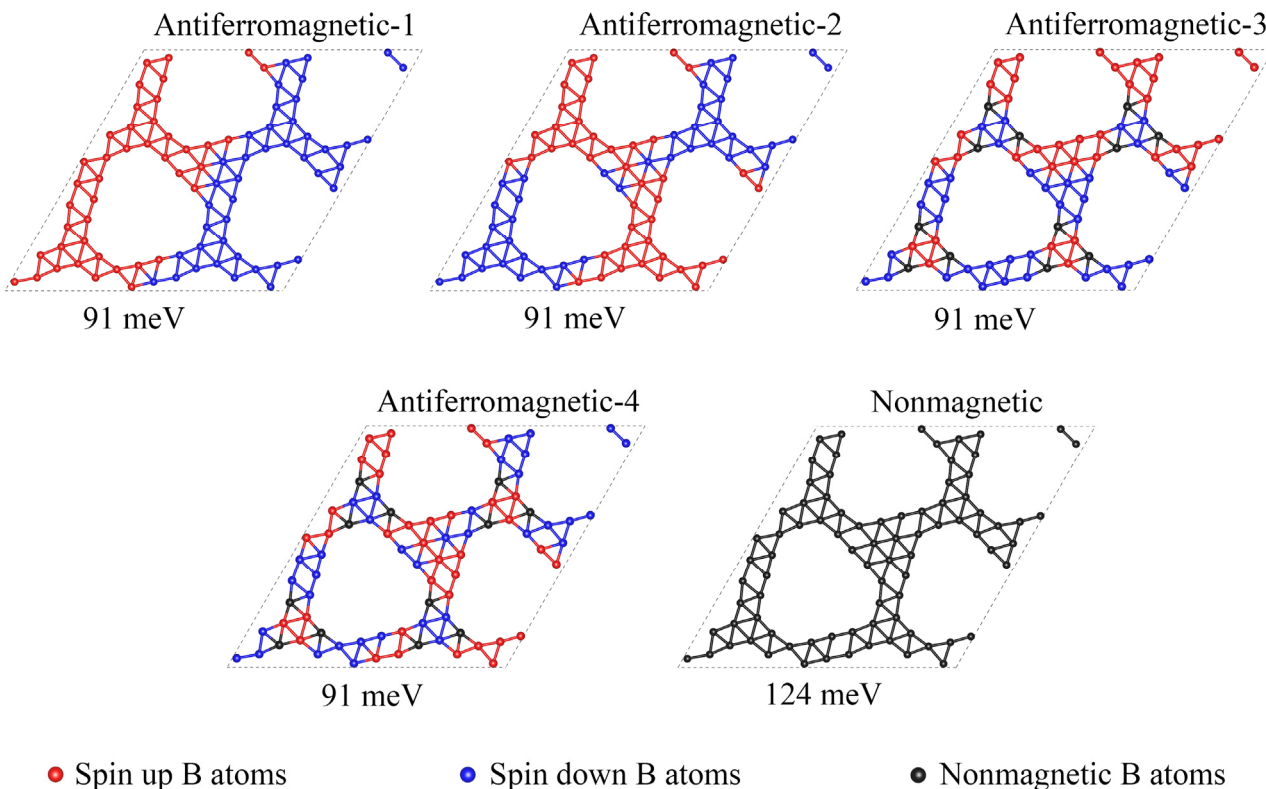 Antiferromagnetic-1
Antiferromagnetic-2
Antiferromagnetic-3
91 meV
91 meV
91 meV
Antiferromagnetic-4
Nonmagnetic
91 meV
124 meV
Spin up B atoms
Spin down B atoms
Nonmagnetic B atoms